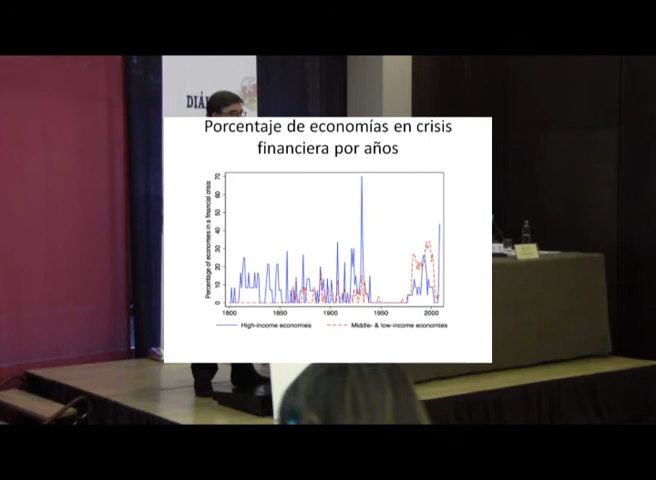 DIÁL
Porcentaje de economías en crisis
financiera por años
Percentage of economies in a financial crisis
70
60
50
40
30
20
10
0
1800 1850 1900 1950 2000
High-income economies Middle- & low-income economies